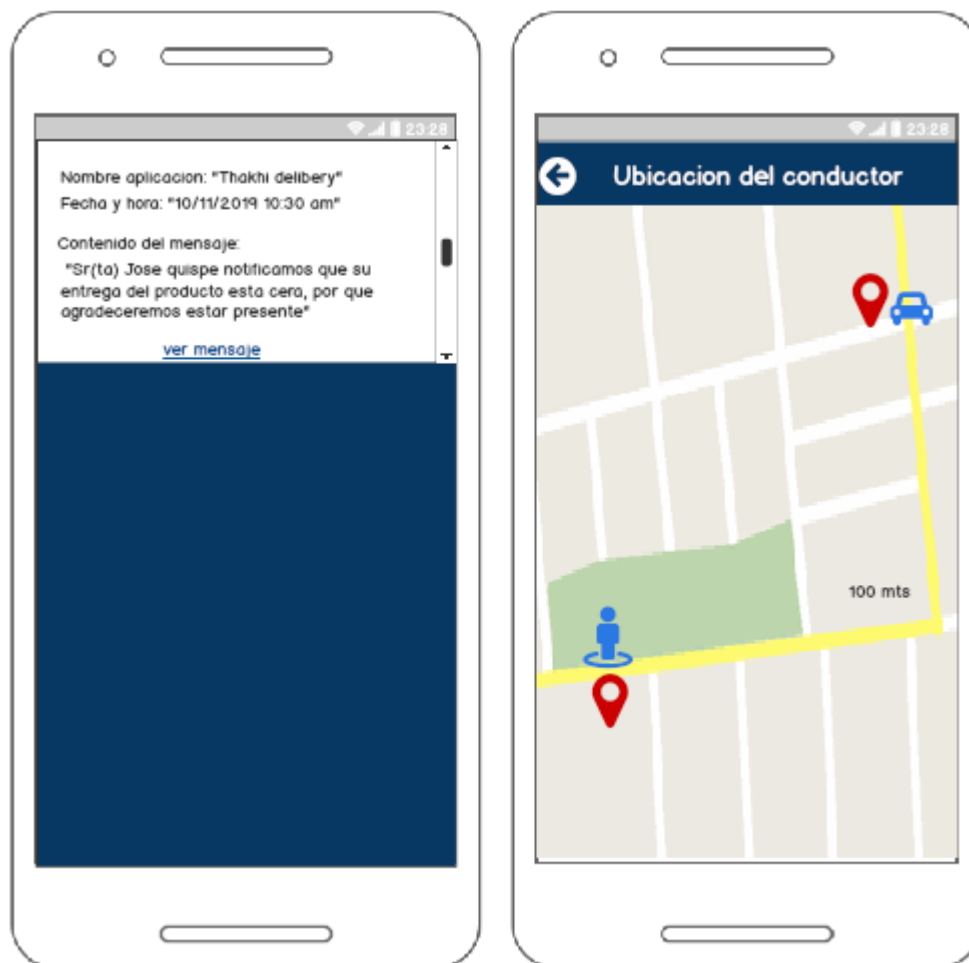 23:28
Nombre aplicacion: "Thakhi delibery"
Fecha y hora: "10/11/2019 10:30 am"
Contenido del mensaje:
"Sr(ta) Jose quispe notificamos que su
entrega del producto esta cera, por que
agradeceremos estar presente"
ver mensaje
23:28
Ubicacion del conductor
100 mts